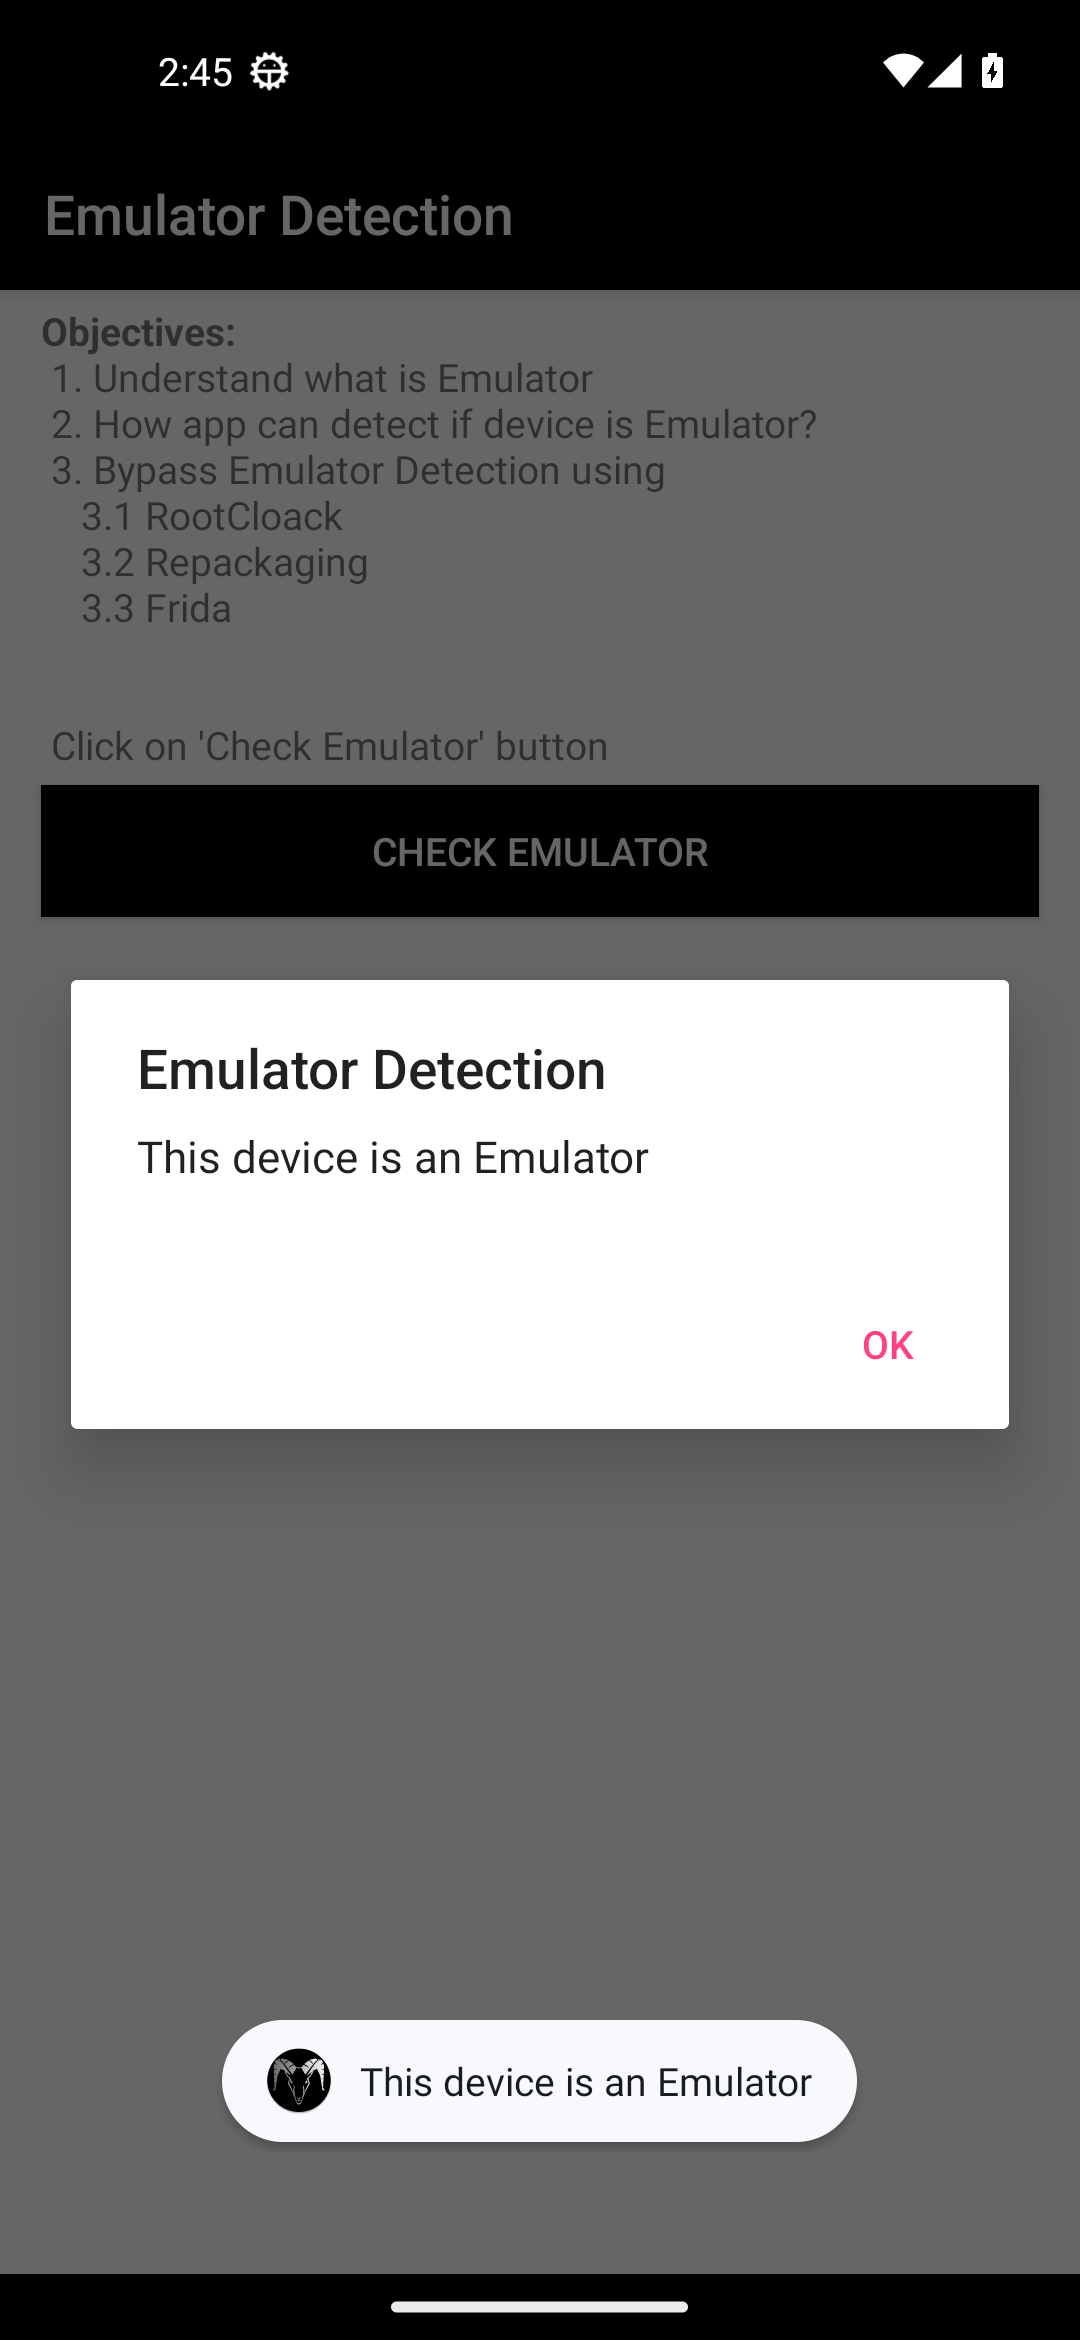 2:45
Emulator Detection
Objectives:
1. Understand what is Emulator
2. How app can detect if device is Emulator?
3. Bypass Emulator Detection using
3.1 RootCloack
3.2 Repackaging
3.3 Frida
Click on 'Check Emulator' button
CHECK EMULATOR
Emulator Detection
This device is an Emulator
OK
This device is an Emulator